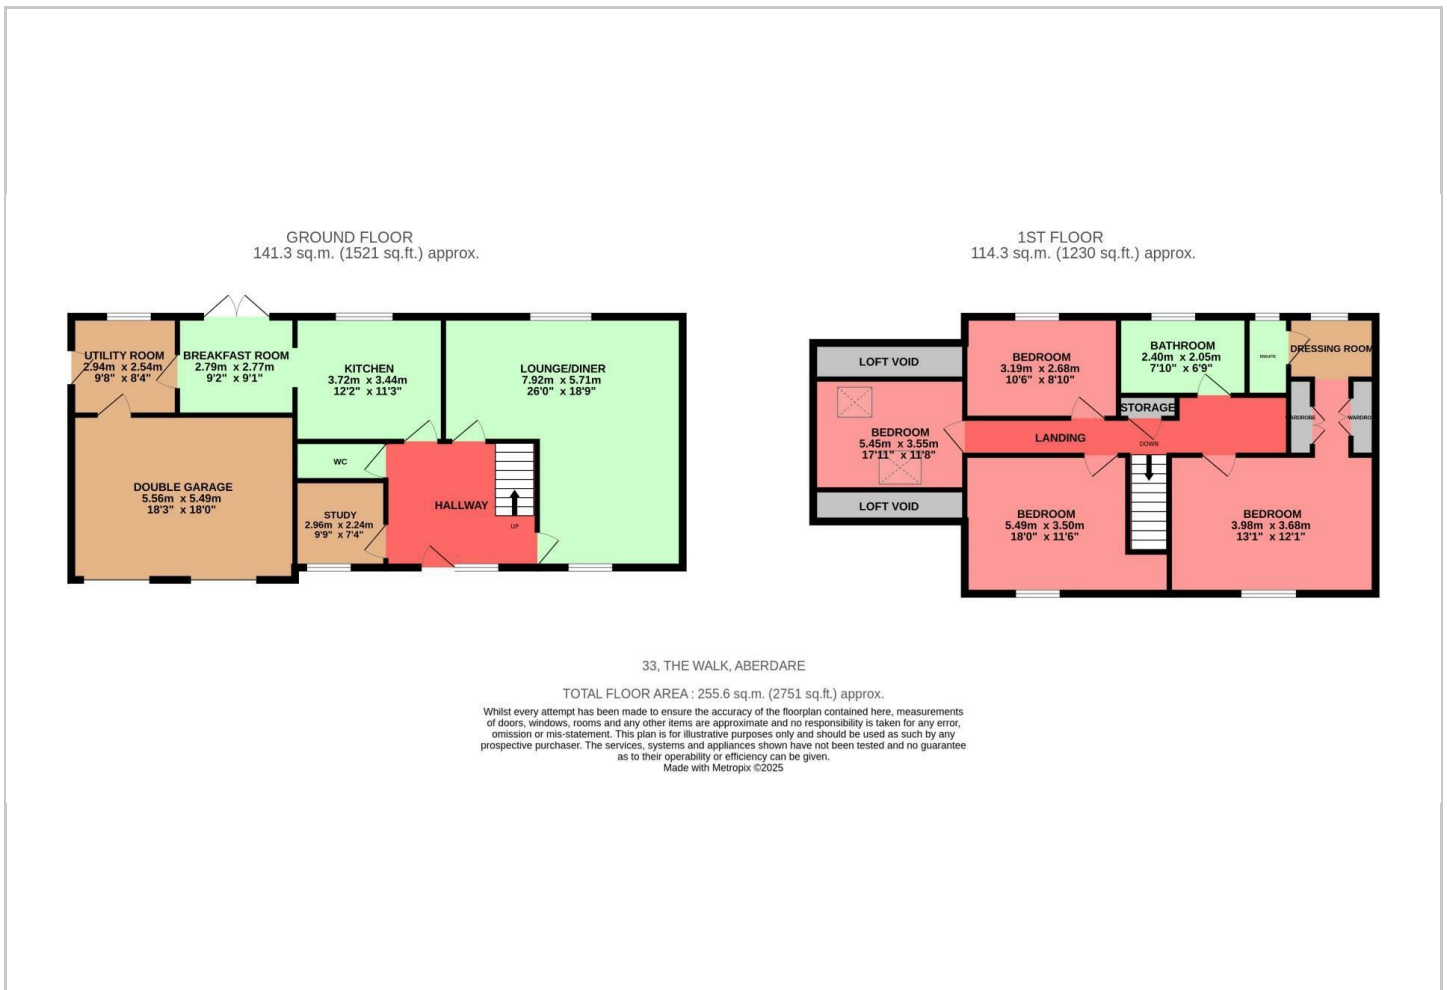 GROUND FLOOR
141.3 sq.m. (1521 sq.ft.) approx.
UTILITY ROOM
2.94m x 2.54m
9'8" x 8'4"
BREAKFAST ROOM
2.79m x 2.77m
9'2" x 9'1"
KITCHEN
3.72m x 3.44m
12'2" x 11'3"
LOUNGE/DINER
7.92m x 5.71m
26'0" x 18'9"
DOUBLE GARAGE
5.56m x 5.49m
18'3" x 18'0"
WC
STUDY
2.96m x 2.24m
9'9" x 7'4"
HALLWAY
UP
1ST FLOOR
114.3 sq.m. (1230 sq.ft.) approx.
LOFT VOID
BEDROOM
3.19m x 2.68m
10'6" x 8'10"
BATHROOM
2.40m x 2.05m
7'10" x 6'9"
ENSUITE
DRESSING ROOM
BEDROOM
5.45m x 3.55m
17'11" x 11'8"
STORAGE
LANDING
DOWN
WARDROBE
WARDROBE
LOFT VOID
BEDROOM
5.49m x 3.50m
18'0" x 11'6"
BEDROOM
3.98m x 3.68m
13'1" x 12'1"
33, THE WALK, ABERDARE
TOTAL FLOOR AREA : 255.6 sq.m. (2751 sq.ft.) approx.
Whilst every attempt has been made to ensure the accuracy of the floorplan contained here, measurements
of doors, windows, rooms and any other items are approximate and no responsibility is taken for any error,
omission or mis-statement. This plan is for illustrative purposes only and should be used as such by any
prospective purchaser. The services, systems and appliances shown have not been tested and no guarantee
as to their operability or efficiency can be given.
Made with Metropix ©2025